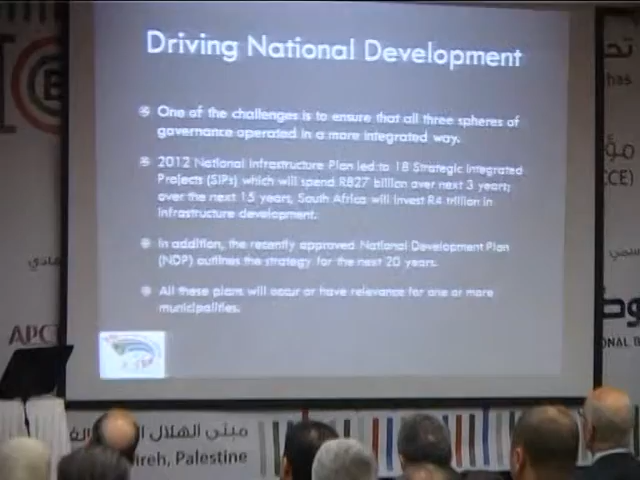 Driving National Development
One of the challenges is to ensure that all three spheres of
governance operated in a more integrated way.
2012 National Infrastructure Plan led to 18 Strategic Integrated
Projects (SIPs) which will spend R827 billion over next 3 years;
over the next 15 years, South Africa will invest R4 trillion in
infrastructure development.
In addition, the recently approved National Development Plan
(NDP) outlines the strategy for the next 20 years.
All these plans will occur or have relevance for one or more
municipalities.
CCE)
APC
مبنى الهلال
ireh, Palestine